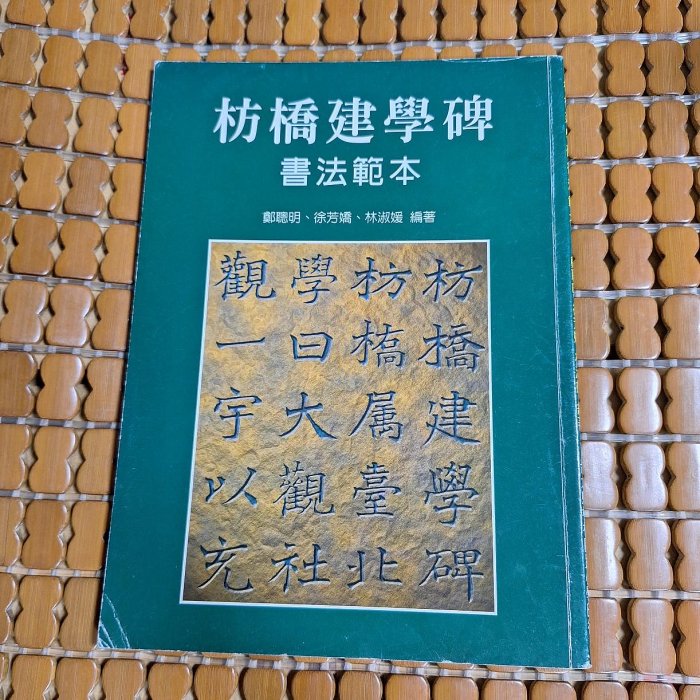 枋橋建學碑
書法範本
鄭聰明、徐芳嬌、林淑媛 編著
枋橋建學碑
枋槗属臺北
學曰大觀社
觀一宇以充